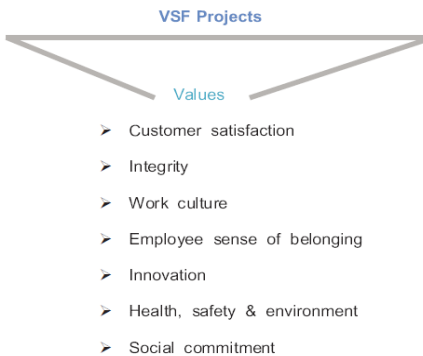 VSF Projects
Values
➢ Customer satisfaction
➢ Integrity
➢ Work culture
➢ Employee sense of belonging
➢ Innovation
➢ Health, safety & environment
➢ Social commitment